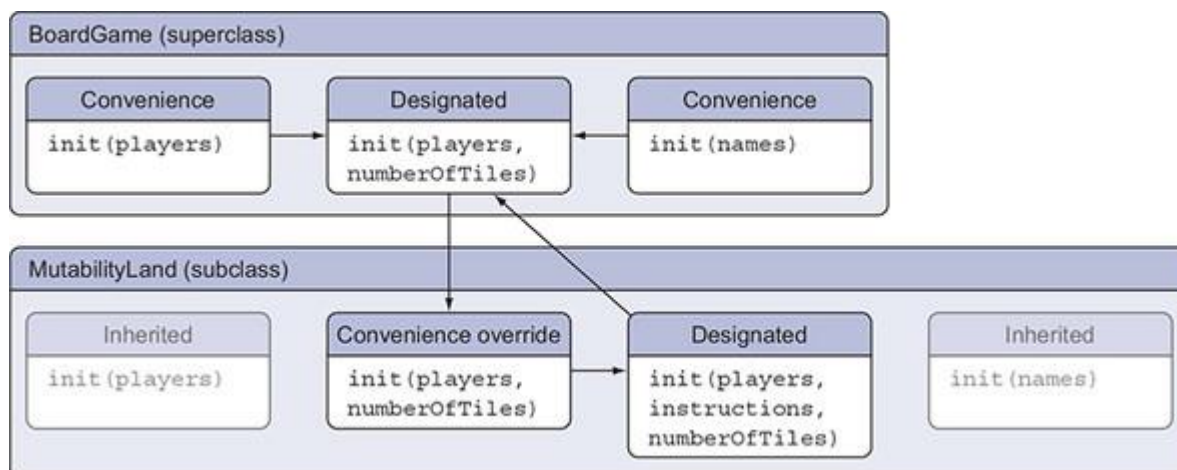 BoardGame (superclass)
Convenience
init(players)
Designated
init(players,
numberOfTiles)
Convenience
init(names)
MutabilityLand (subclass)
Inherited
init(players)
Convenience override
init(players,
numberOfTiles)
Designated
init(players,
instructions,
numberOfTiles)
Inherited
init(names)